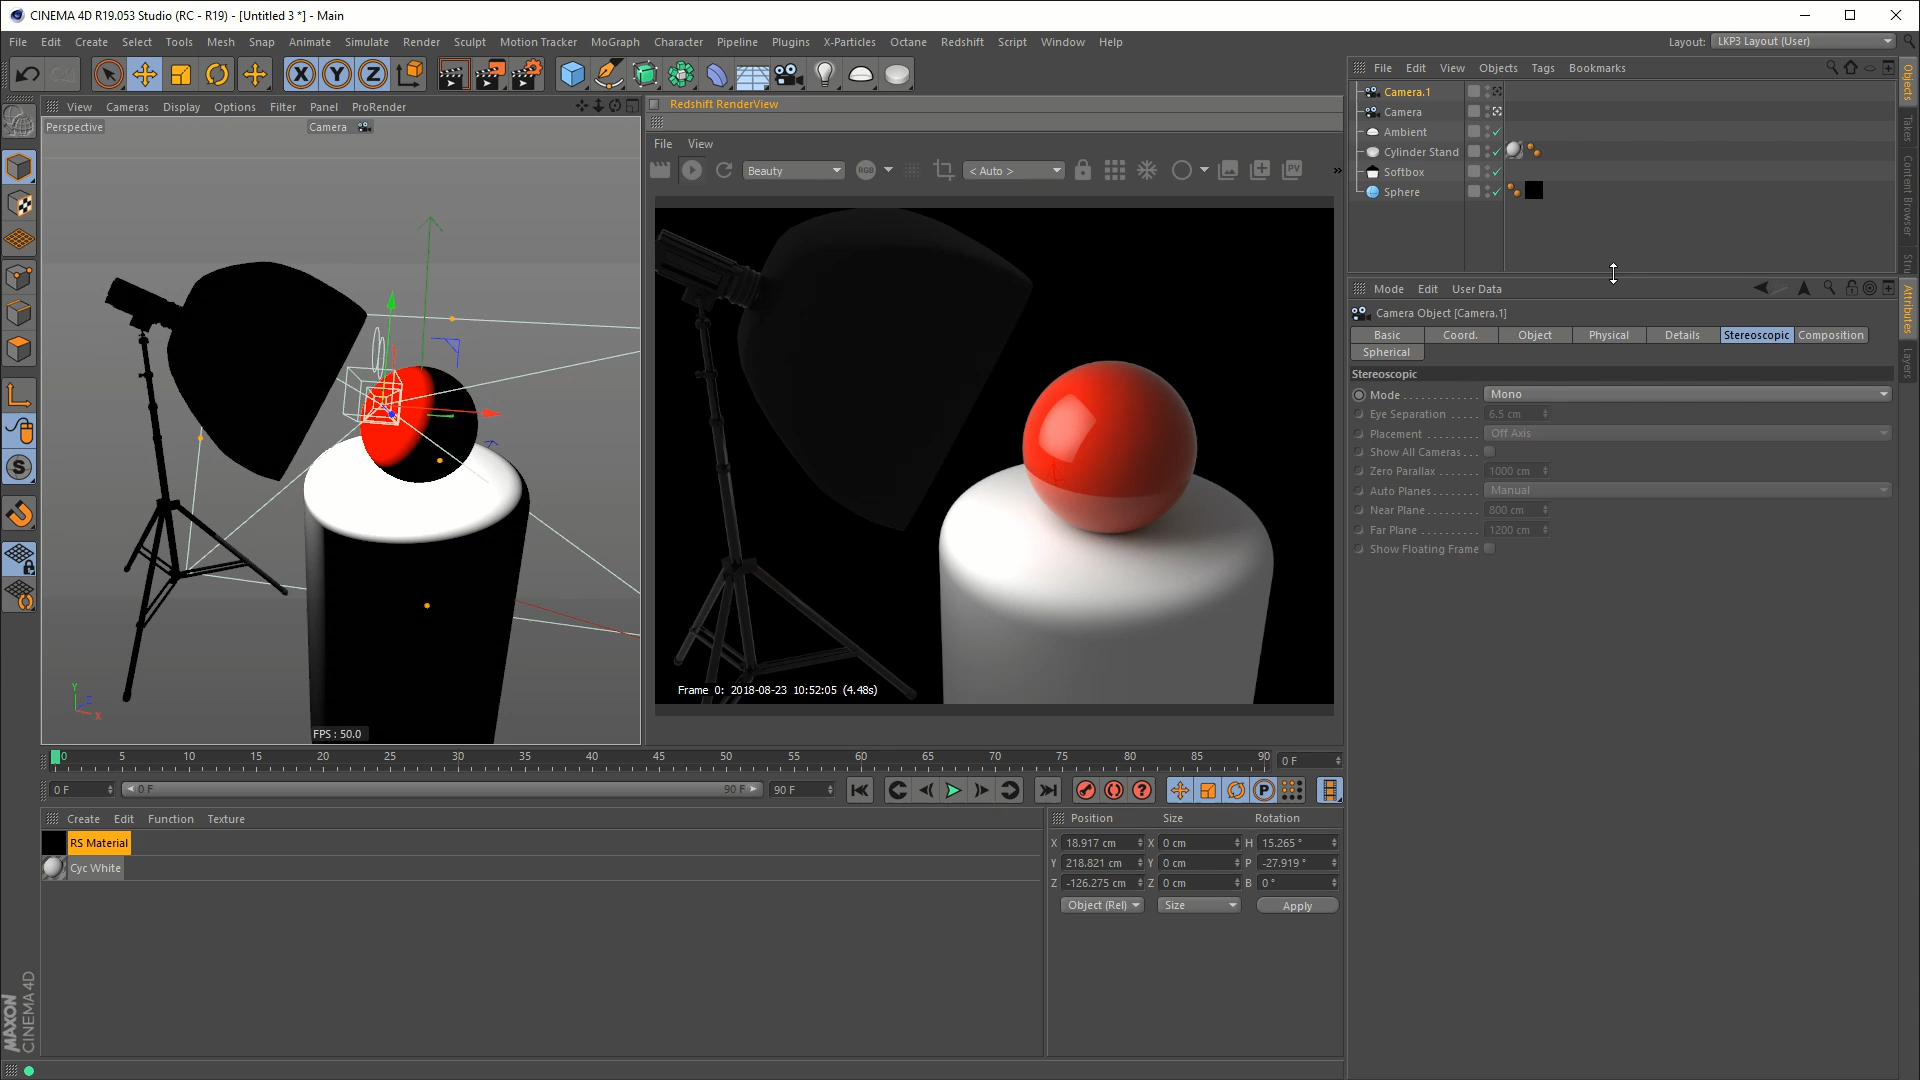 CINEMA 4D R19.053 Studio (RC - R19) - [Untitled 3 *] - Main
File Edit Create Select Tools Mesh Snap Animate Simulate Render Sculpt Motion Tracker MoGraph Character Pipeline Plugins X-Particles Octane Redshift Script Window Help
Layout: LKP3 Layout (User)
X Y Z
File Edit View Objects Tags Bookmarks
View Cameras Display Options Filter Panel ProRender
Redshift RenderView
Perspective
Camera
File View
Beauty
RGB
< Auto >
PV
»
Camera.1
Camera
Ambient
Cylinder Stand
Softbox
Sphere
Objects
Takes
Content Browser
Stru
Mode Edit User Data
Camera Object [Camera.1]
Basic Coord. Object Physical Details Stereoscopic Composition
Spherical
Attributes
Layers
Stereoscopic
Mode Mono
Eye Separation 6.5 cm
Placement Off Axis
Show All Cameras
Zero Parallax 1000 cm
Auto Planes Manual
Near Plane 800 cm
Far Plane 1200 cm
Show Floating Frame
S
Y Z X
FPS : 50.0
Frame 0: 2018-08-23 10:52:05 (4.48s)
0 5 10 15 20 25 30 35 40 45 50 55 60 65 70 75 80 85 90
0 F
0 F 0 F 90 F 90 F
P
Create Edit Function Texture
RS Material
Cyc White
Position Size Rotation
X 18.917 cm X 0 cm H 15.265 °
Y 218.821 cm Y 0 cm P -27.919 °
Z -126.275 cm Z 0 cm B 0 °
Object (Rel) Size Apply
MAXON
CINEMA 4D